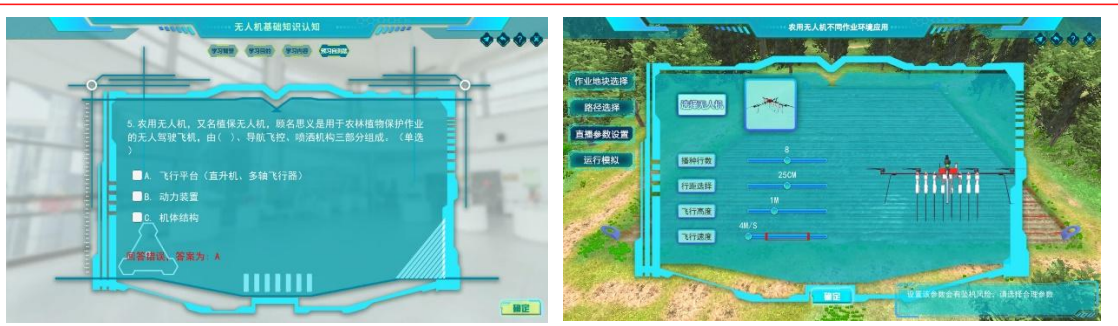 无人机基础知识认知
学习背景 学习目的 学习内容 预习自测题
5. 农用无人机，又名植保无人机，顾名思义是用于农林植物保护作业
的无人驾驶飞机，由（ ）、导航飞控、喷洒机构三部分组成。（单选
）
A. 飞行平台（直升机、多轴飞行器）
B. 动力装置
C. 机体结构
回答错误，答案为：A
确定
农用无人机不同作业环境应用
作业地块选择
路径选择
直播参数设置
运行模拟
选择无人机
播种行数
6
行距选择
25CM
飞行高度
1M
飞行速度
4M/S
确定
设置该参数会有坠机风险，请选择合理参数